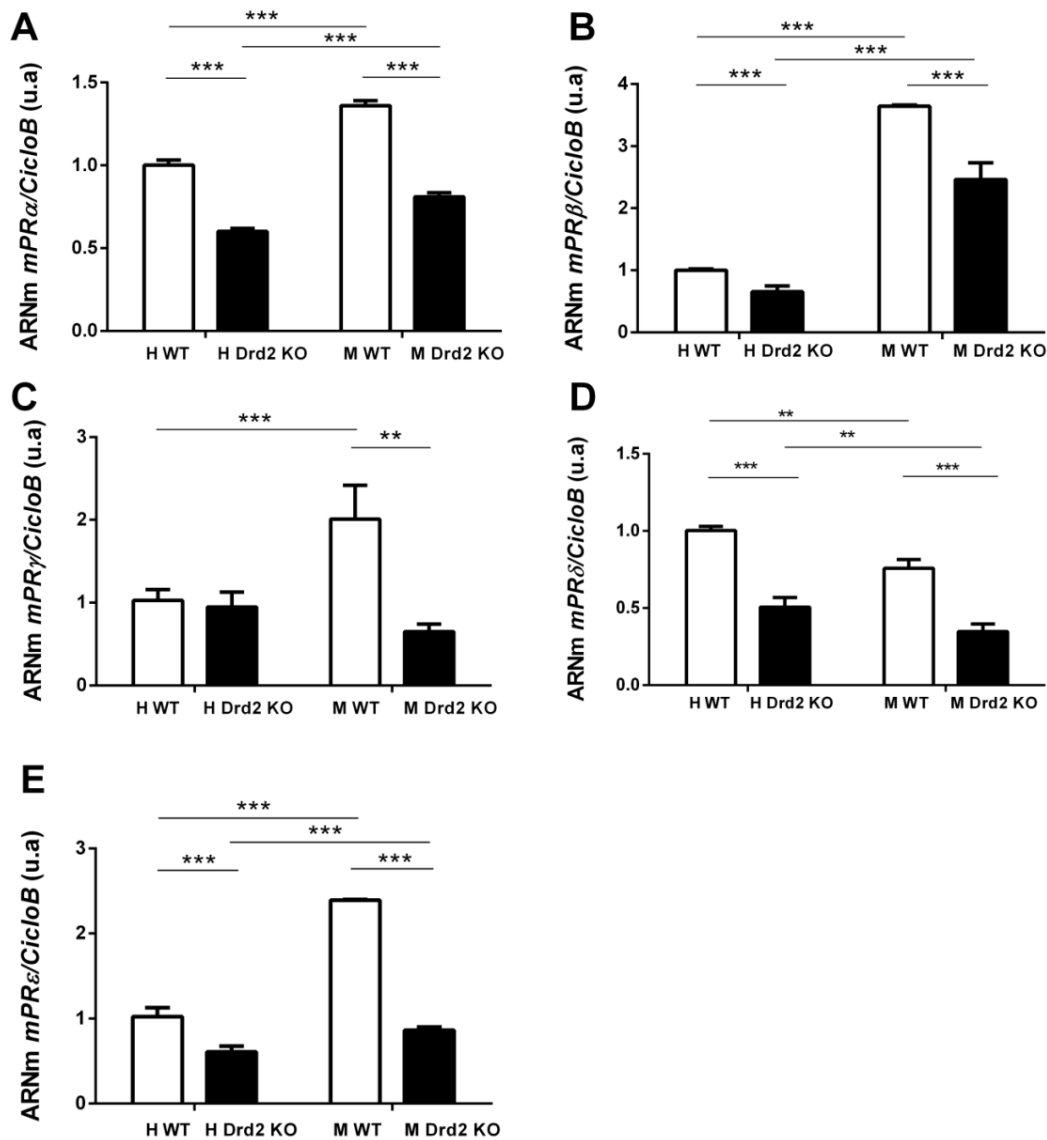 A
***
***
***
***
ARNm mPRα/CicloB (u.a)
1.5
1.0
0.5
0.0
H WT H Drd2 KO M WT M Drd2 KO
B
***
***
***
***
ARNm mPRβ/CicloB (u.a)
4
3
2
1
0
H WT H Drd2 KO M WT M Drd2 KO
C
***
**
ARNm mPRγ/CicloB (u.a)
3
2
1
0
H WT H Drd2 KO M WT M Drd2 KO
D
**
**
***
***
ARNm mPRδ/CicloB (u.a)
1.5
1.0
0.5
0.0
H WT H Drd2 KO M WT M Drd2 KO
E
***
***
***
***
ARNm mPRε/CicloB (u.a)
3
2
1
0
H WT H Drd2 KO M WT M Drd2 KO